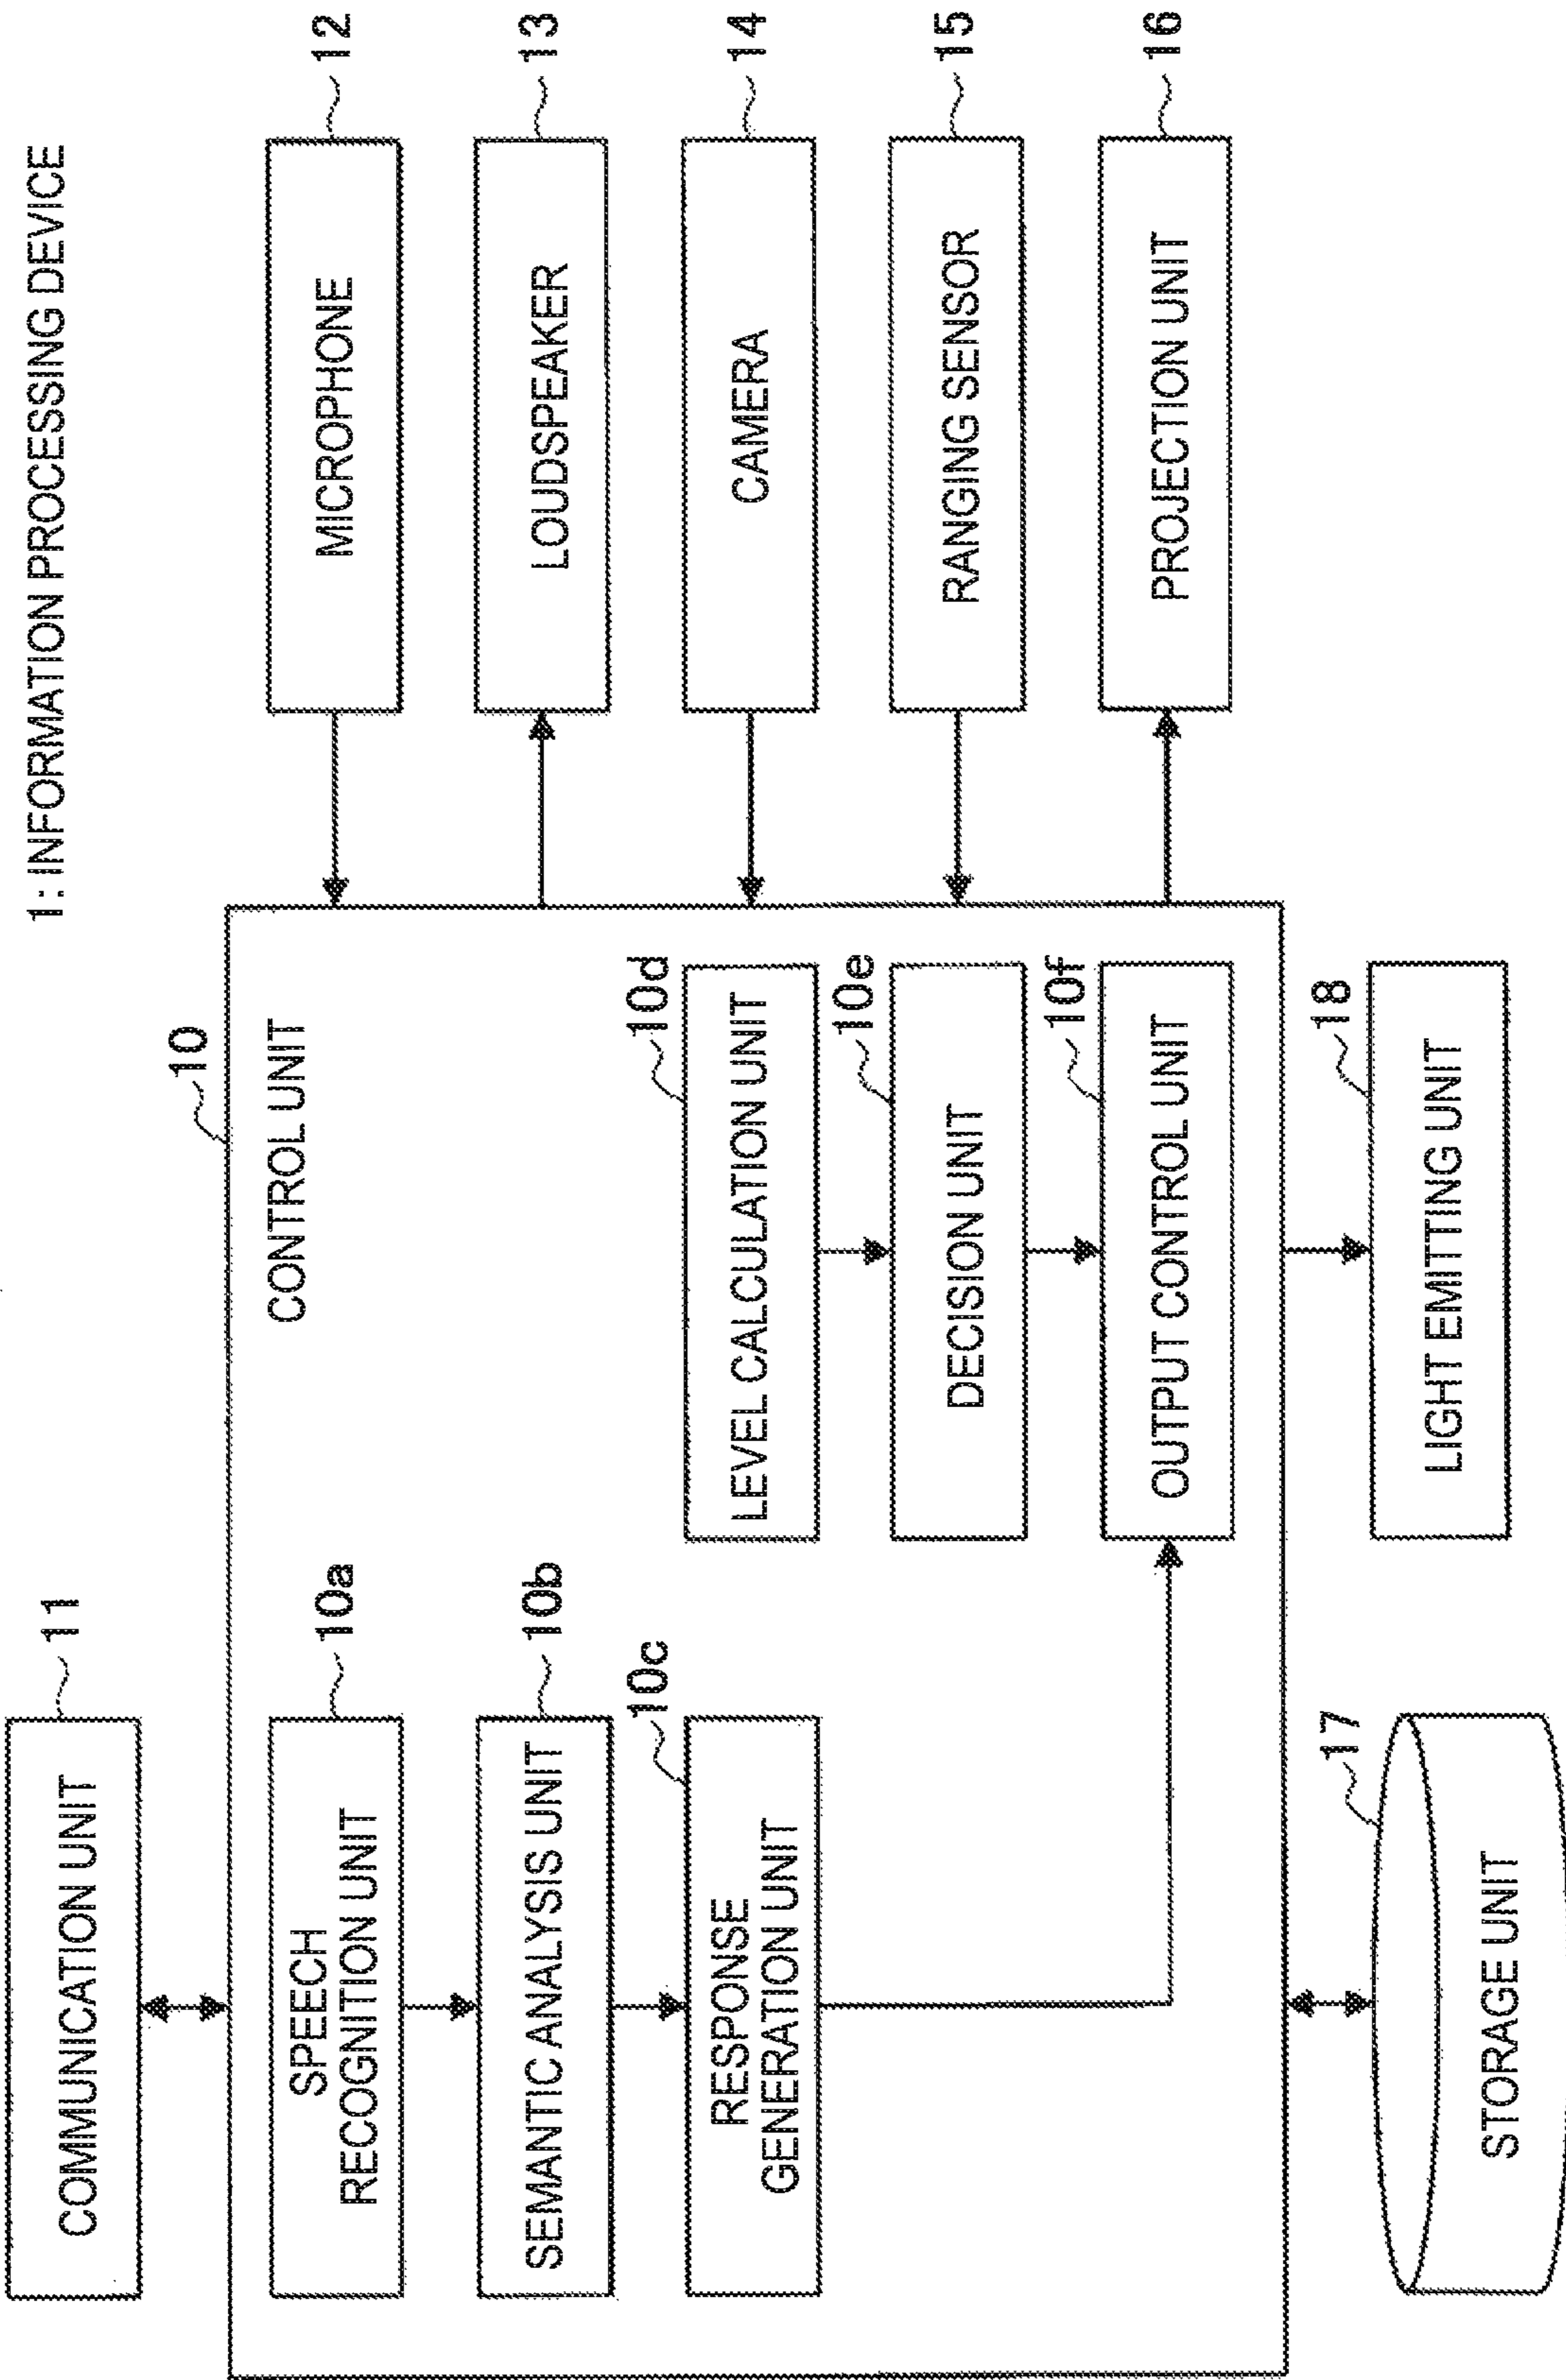 1: INFORMATION PROCESSING DEVICE
11
COMMUNICATION UNIT
10
CONTROL UNIT
10a
SPEECH
RECOGNITION UNIT
10b
SEMANTIC ANALYSIS UNIT
10c
RESPONSE
GENERATION UNIT
10d
LEVEL CALCULATION UNIT
10e
DECISION UNIT
10f
OUTPUT CONTROL UNIT
MICROPHONE
12
LOUDSPEAKER
13
CAMERA
14
RANGING SENSOR
15
PROJECTION UNIT
16
17
STORAGE UNIT
18
LIGHT EMITTING UNIT